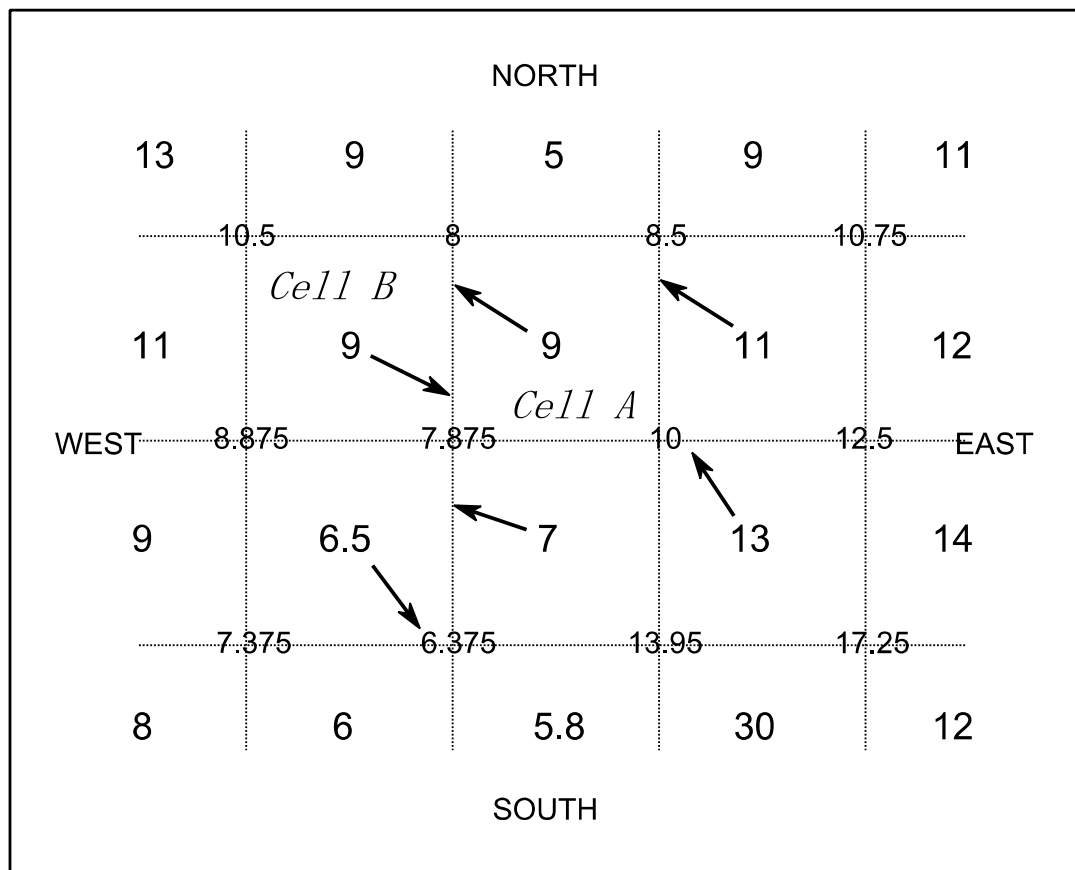 NORTH
13 9 5 9 11
10.5 8 8.5 10.75
Cell B
11 9 9 11 12
Cell A
WEST 8.875 7.875 10 12.5 EAST
9 6.5 7 13 14
7.375 6.375 13.95 17.25
8 6 5.8 30 12
SOUTH